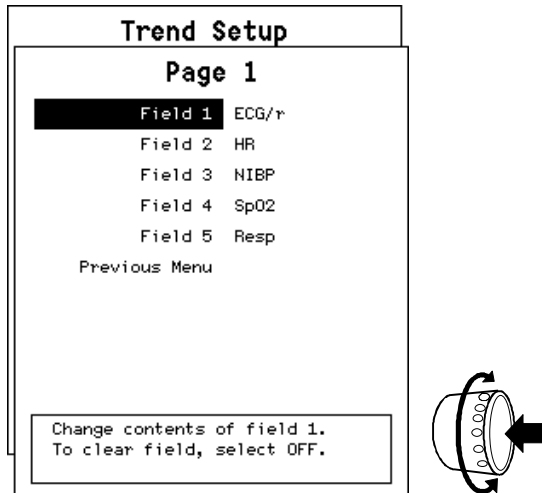 Trend Setup
Page 1
Field 1 ECG/r
Field 2 HR
Field 3 NIBP
Field 4 SpO2
Field 5 Resp
Previous Menu
Change contents of field 1.
To clear field, select OFF.